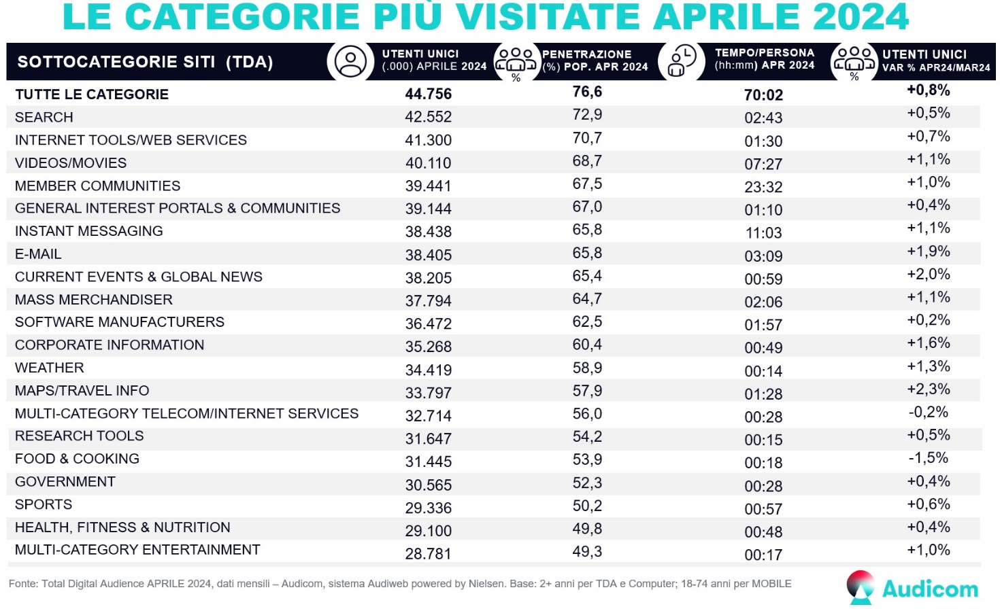 LE CATEGORIE PIÙ VISITATE APRILE 2024
SOTTOCATEGORIE SITI (TDA) UTENTI UNICI (.000) APRILE 2024 % PENETRAZIONE (%) POP. APR 2024 TEMPO/PERSONA (hh:mm) APR 2024 % UTENTI UNICI VAR % APR24/MAR24
TUTTE LE CATEGORIE 44.756 76,6 70:02 +0,8%
SEARCH 42.552 72,9 02:43 +0,5%
INTERNET TOOLS/WEB SERVICES 41.300 70,7 01:30 +0,7%
VIDEOS/MOVIES 40.110 68,7 07:27 +1,1%
MEMBER COMMUNITIES 39.441 67,5 23:32 +1,0%
GENERAL INTEREST PORTALS & COMMUNITIES 39.144 67,0 01:10 +0,4%
INSTANT MESSAGING 38.438 65,8 11:03 +1,1%
E-MAIL 38.405 65,8 03:09 +1,9%
CURRENT EVENTS & GLOBAL NEWS 38.205 65,4 00:59 +2,0%
MASS MERCHANDISER 37.794 64,7 02:06 +1,1%
SOFTWARE MANUFACTURERS 36.472 62,5 01:57 +0,2%
CORPORATE INFORMATION 35.268 60,4 00:49 +1,6%
WEATHER 34.419 58,9 00:14 +1,3%
MAPS/TRAVEL INFO 33.797 57,9 01:28 +2,3%
MULTI-CATEGORY TELECOM/INTERNET SERVICES 32.714 56,0 00:28 -0,2%
RESEARCH TOOLS 31.647 54,2 00:15 +0,5%
FOOD & COOKING 31.445 53,9 00:18 -1,5%
GOVERNMENT 30.565 52,3 00:28 +0,4%
SPORTS 29.336 50,2 00:57 +0,6%
HEALTH, FITNESS & NUTRITION 29.100 49,8 00:48 +0,4%
MULTI-CATEGORY ENTERTAINMENT 28.781 49,3 00:17 +1,0%
Fonte: Total Digital Audience APRILE 2024, dati mensili – Audicom, sistema Audiweb powered by Nielsen. Base: 2+ anni per TDA e Computer; 18-74 anni per MOBILE
Audicom